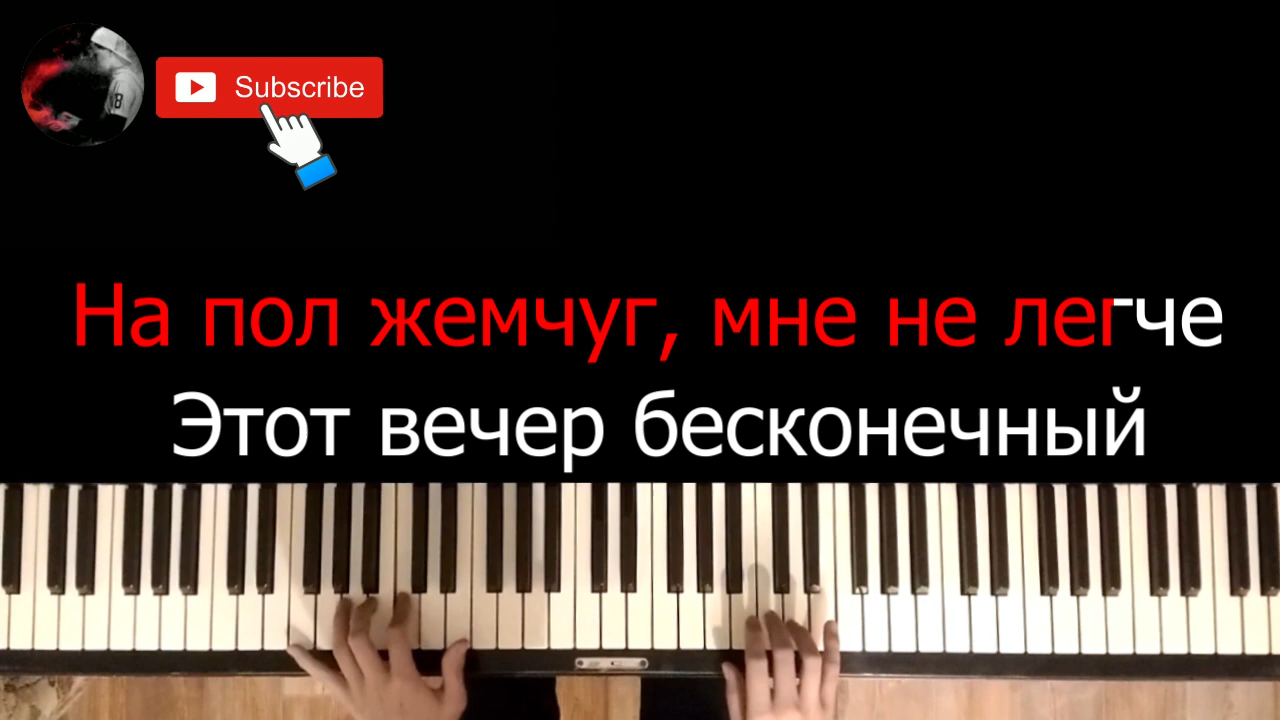 Subscribe
На пол жемчуг, мне не легче
Этот вечер бесконечный